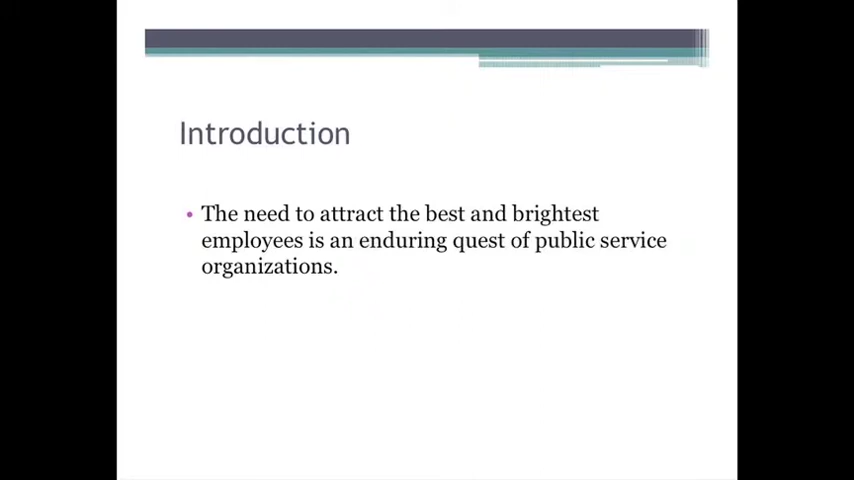 Introduction
• The need to attract the best and brightest
employees is an enduring quest of public service
organizations.